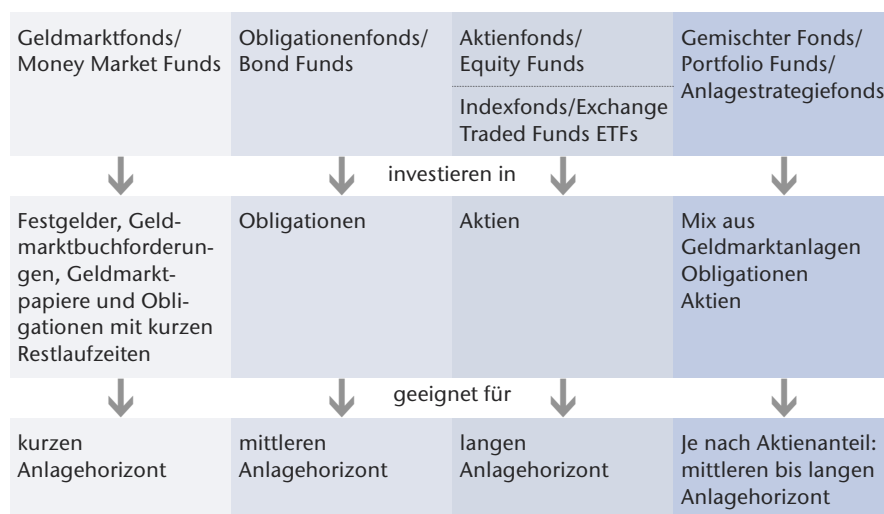 Geldmarktfonds/
Money Market Funds
Obligationenfonds/
Bond Funds
Aktienfonds/
Equity Funds
Indexfonds/Exchange
Traded Funds ETFs
Gemischter Fonds/
Portfolio Funds/
Anlagestrategiefonds
investieren in
Festgelder, Geld-
marktbuchforderun-
gen, Geldmarkt-
papiere und Obli-
gationen mit kurzen
Restlaufzeiten
Obligationen
Aktien
Mix aus
Geldmarktanlagen
Obligationen
Aktien
geeignet für
kurzen
Anlagehorizont
mittleren
Anlagehorizont
langen
Anlagehorizont
Je nach Aktienanteil:
mittleren bis langen
Anlagehorizont